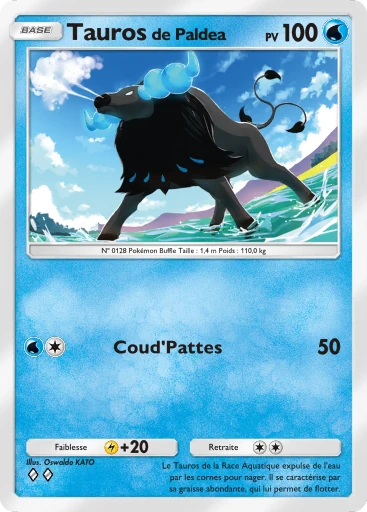 BASE Tauros de Paldea PV 100
N° 0128 Pokémon Buffle Taille : 1,4 m Poids : 110,0 kg
Coud'Pattes 50
Faiblesse +20 Retraite
Illus. Oswaldo KATO
Le Tauros de la Race Aquatique expulse de l'eau
par les cornes pour nager. Il se caractérise par
sa graisse abondante, qui lui permet de flotter.